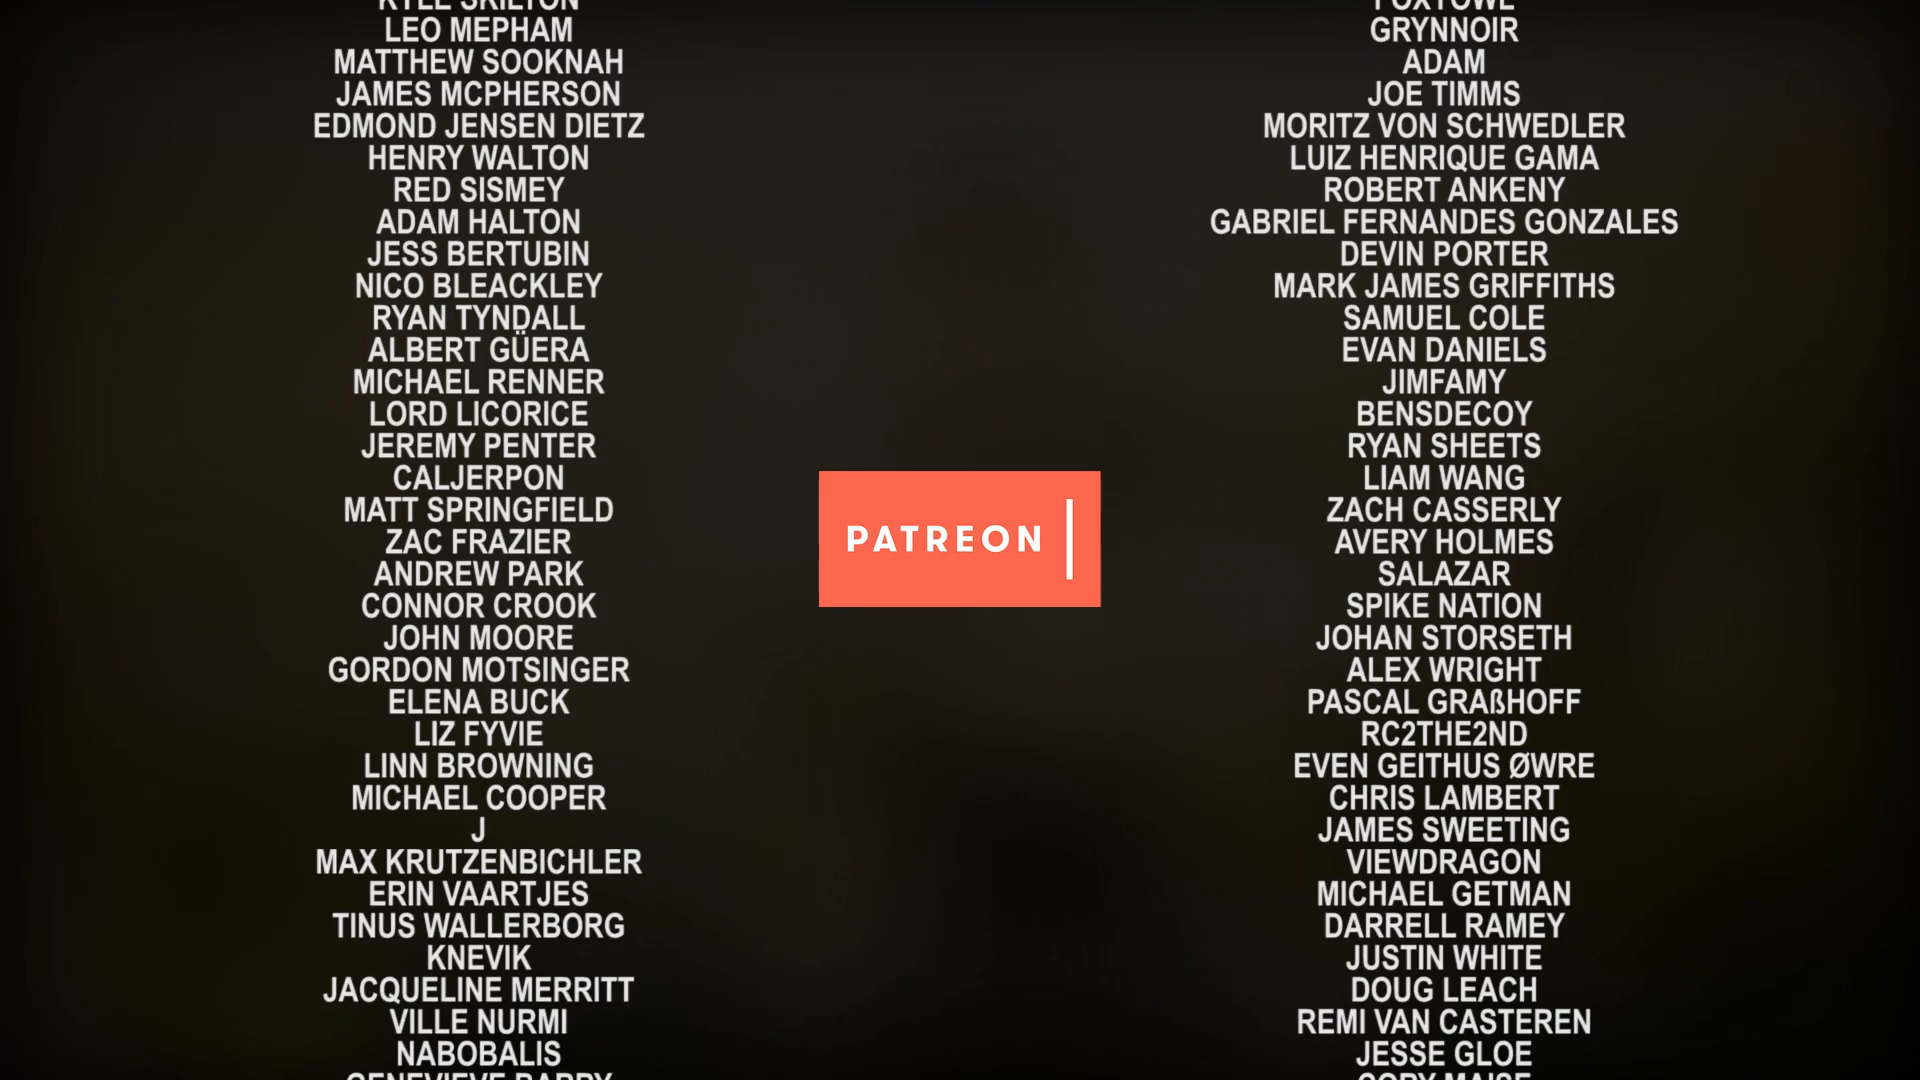 KYLE SKILTON
LEO MEPHAM
MATTHEW SOOKNAH
JAMES MCPHERSON
EDMOND JENSEN DIETZ
HENRY WALTON
RED SISMEY
ADAM HALTON
JESS BERTUBIN
NICO BLEACKLEY
RYAN TYNDALL
ALBERT GÜERA
MICHAEL RENNER
LORD LICORICE
JEREMY PENTER
CALJERPON
MATT SPRINGFIELD
ZAC FRAZIER
ANDREW PARK
CONNOR CROOK
JOHN MOORE
GORDON MOTSINGER
ELENA BUCK
LIZ FYVIE
LINN BROWNING
MICHAEL COOPER
J
MAX KRUTZENBICHLER
ERIN VAARTJES
TINUS WALLERBORG
KNEVIK
JACQUELINE MERRITT
VILLE NURMI
NABOBALIS
GENEVIEVE
PATREON
FOXTOWL
GRYNNOIR
ADAM
JOE TIMMS
MORITZ VON SCHWEDLER
LUIZ HENRIQUE GAMA
ROBERT ANKENY
GABRIEL FERNANDES GONZALES
DEVIN PORTER
MARK JAMES GRIFFITHS
SAMUEL COLE
EVAN DANIELS
JIMFAMY
BENSDECOY
RYAN SHEETS
LIAM WANG
ZACH CASSERLY
AVERY HOLMES
SALAZAR
SPIKE NATION
JOHAN STORSETH
ALEX WRIGHT
PASCAL GRAßHOFF
RC2THE2ND
EVEN GEITHUS ØWRE
CHRIS LAMBERT
JAMES SWEETING
VIEWDRAGON
MICHAEL GETMAN
DARRELL RAMEY
JUSTIN WHITE
DOUG LEACH
REMI VAN CASTEREN
JESSE GLOE